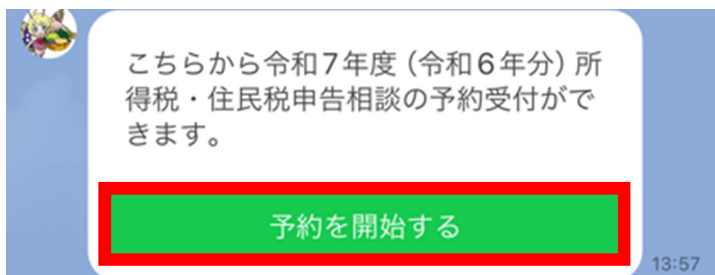 こちらから令和7年度（令和6年分）所
得税・住民税申告相談の予約受付がで
きます。
予約を開始する
13:57